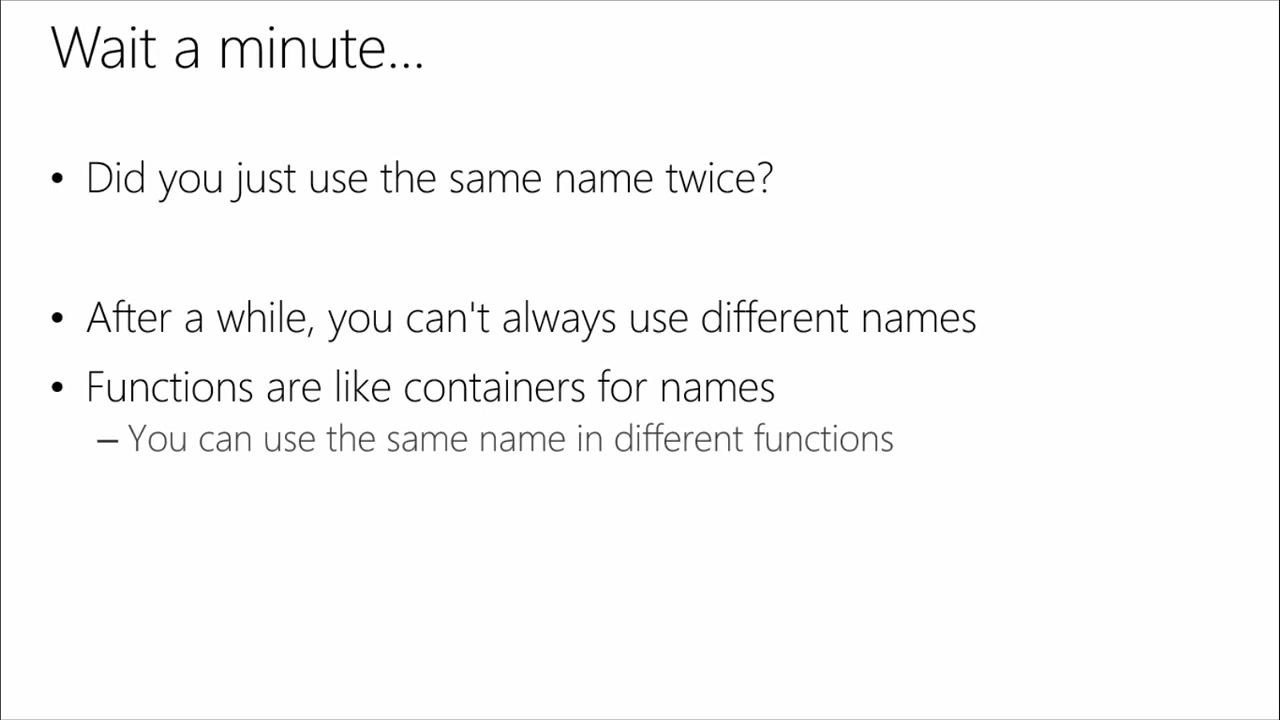 Wait a minute...
• Did you just use the same name twice?
• After a while, you can't always use different names
• Functions are like containers for names
– You can use the same name in different functions